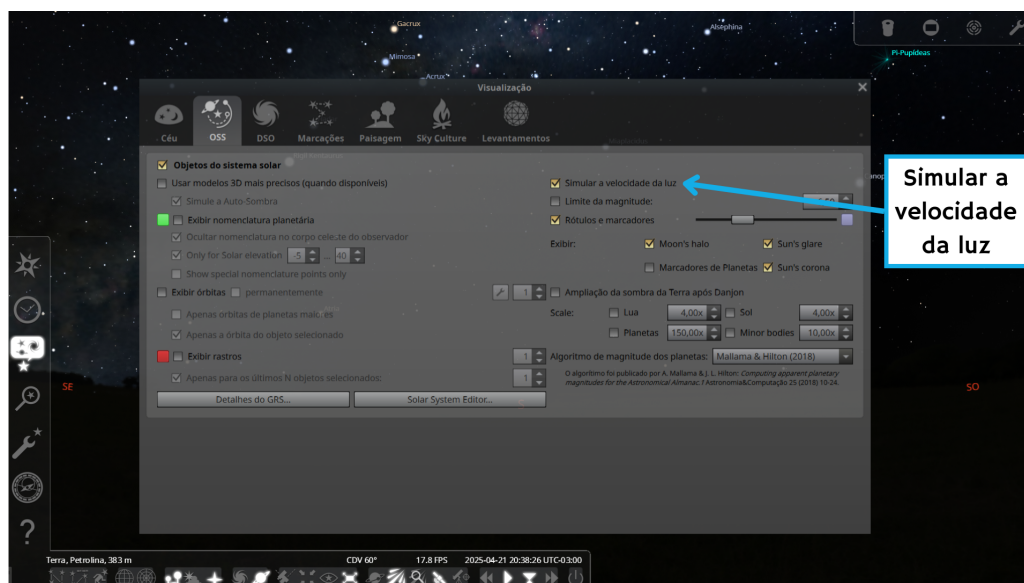 Gacrux
Alsephina
Mimosa
Pi-Pupideas
Acrux
Visualização
Céu
OSS
DSO
Marcações
Paisagem
Sky Culture
Levantamentos
Objetos do sistema solar
Usar modelos 3D mais precisos (quando disponíveis)
Simule a Auto-Sombra
Exibir nomenclatura planetária
Ocultar nomenclatura no corpo celeste do observador
Only for Solar elevation -5 ... 40
Show special nomenclature points only
Exibir órbitas permanentemente 1
Apenas orbitas de planetas maiores
Apenas a órbita do objeto selecionado
Exibir rastros 1
Apenas para os últimos N objetos selecionados: 1
Detalhes do GRS...
Solar System Editor...
Simular a velocidade da luz
Limite da magnitude:
Rótulos e marcadores
Exibir: Moon's halo Sun's glare
Marcadores de Planetas Sun's corona
Ampliação da sombra da Terra após Danjon
Scale: Lua 4,00x Sol 4,00x
Planetas 150,00x Minor bodies 10,00x
Algoritmo de magnitude dos planetas: Mallama & Hilton (2018)
O algoritmo foi publicado por A. Mallama & J. L. Hilton: Computing apparent planetary
magnitudes for the Astronomical Almanac. / Astronomia&Computação 25 (2018) 10-24.
Simular a
velocidade
da luz
SE
SO
Terra, Petrolina, 383 m
CDV 60°
17.8 FPS
2025-04-21 20:38:26 UTC-03:00